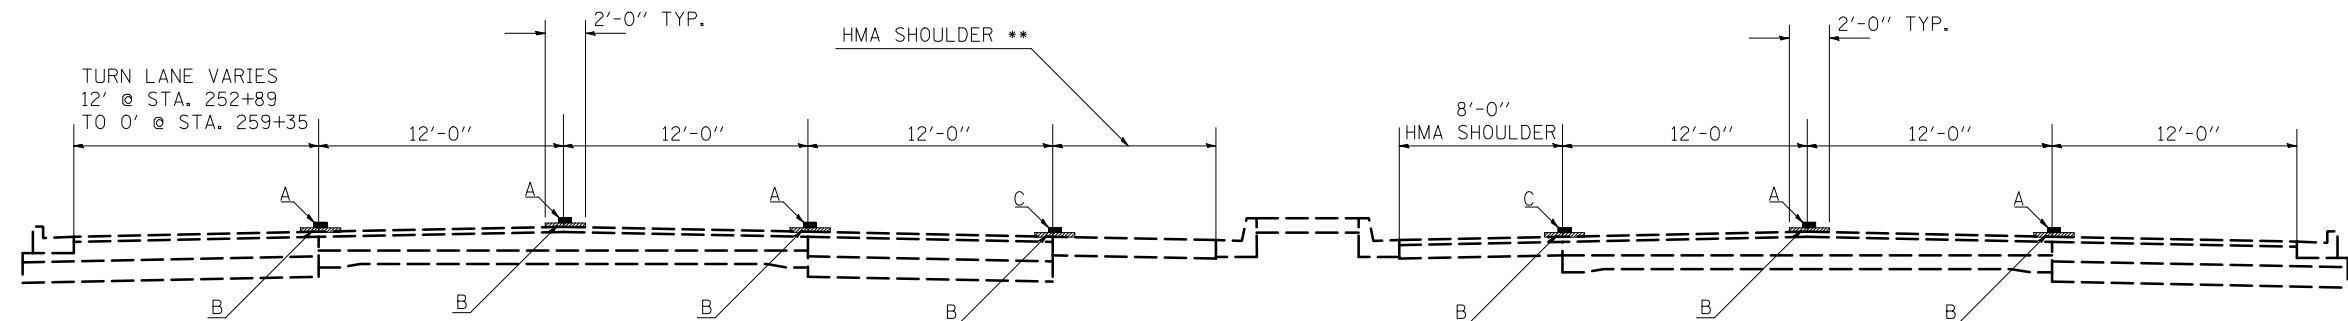 2'-0" TYP.
2'-0" TYP.
HMA SHOULDER **
TURN LANE VARIES
12' @ STA. 252+89
TO 0' @ STA. 259+35
8'-0"
HMA SHOULDER
12'-0"
12'-0"
12'-0"
12'-0"
12'-0"
12'-0"
A
A
A
C
C
A
A
B
B
B
B
B
B
B